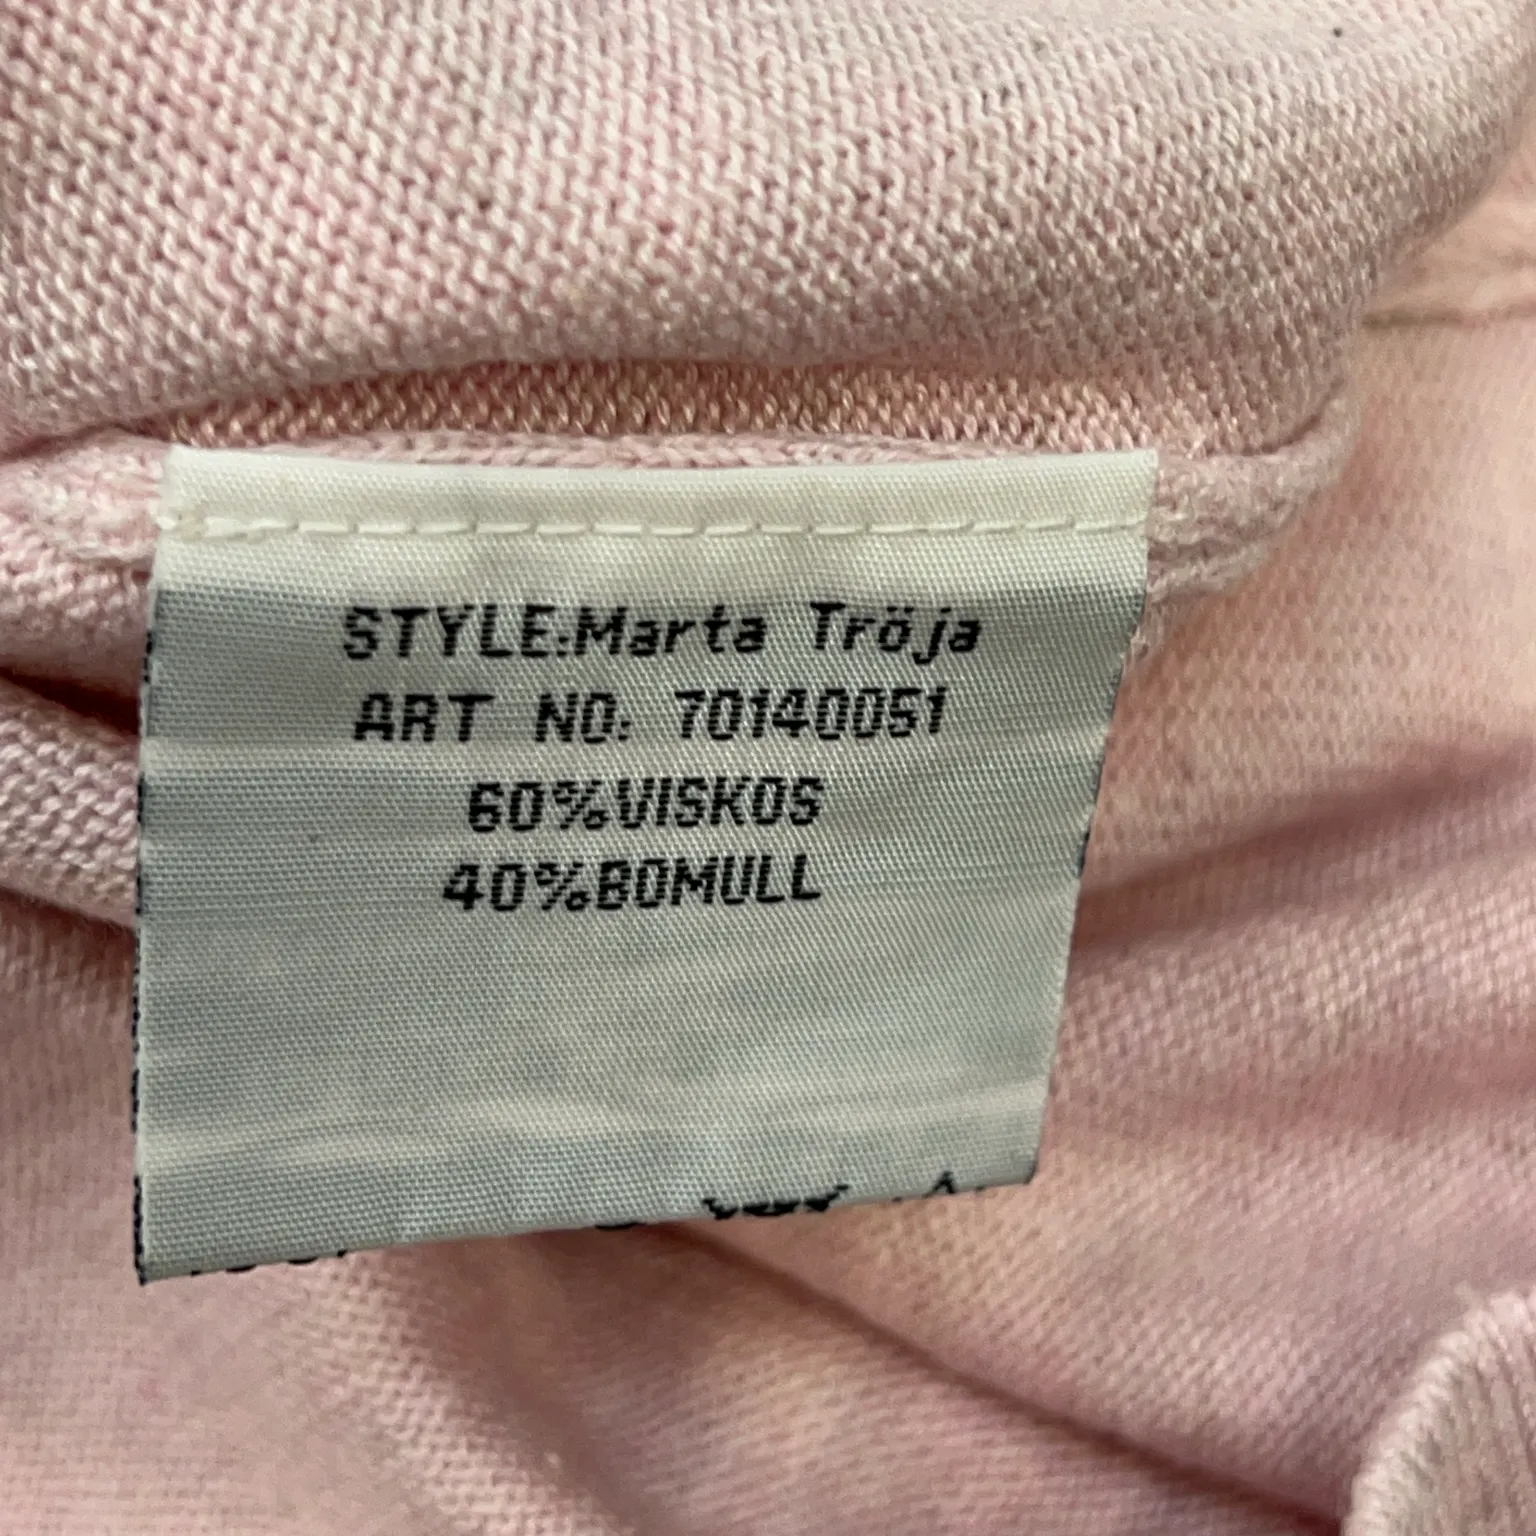 STYLE:Marta Tröja
ART NO: 70140051
60%VISKOS
40%BOMULL